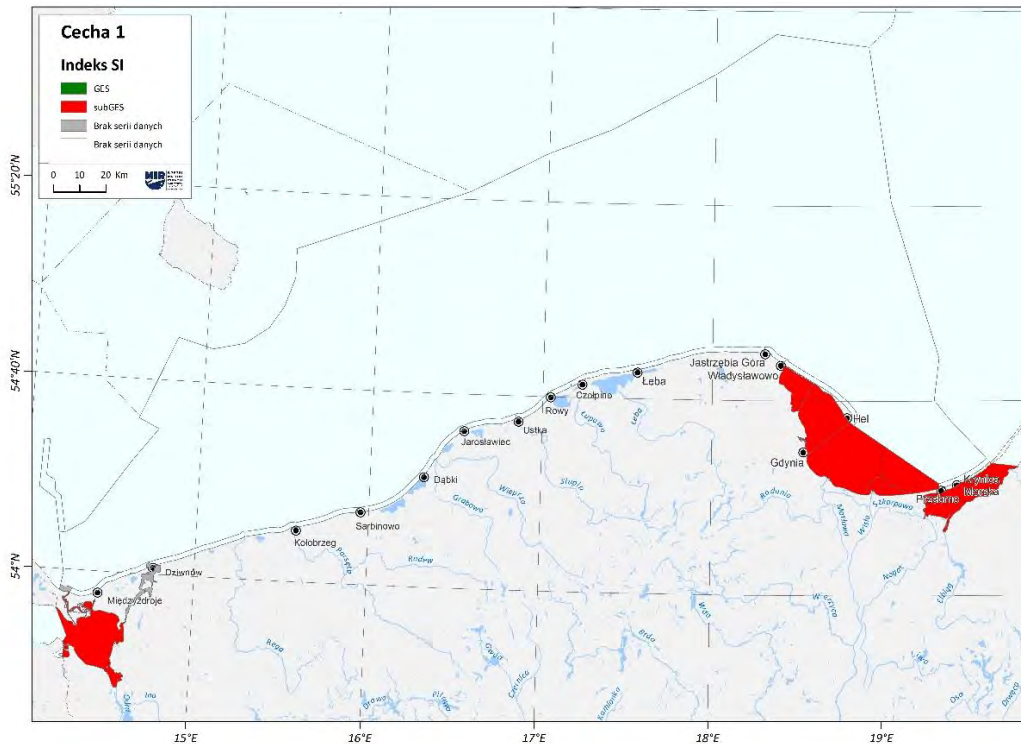 Cecha 1
Indeks SI
GES
subGES
Brak serii danych
Brak serii danych
0 10 20 Km
MIR
55°20'N
54°40'N
54°N
Jastrzębia Góra
Władysławowo
Hel
Łeba
Czołpino
Rowy
Ustka
Jarosławiec
Gdynia
Krynica
Morska
Piaski
Dąbki
Sarbinowo
Kołobrzeg
Dziwnów
Międzyzdroje
Łupawa
Łeba
Słupia
Wieprza
Grabowa
Radew
Parsęta
Rega
Gwda
Drawa
Piława
Czernica
Ina
Odra
Radunia
Motława
Wisła
Szkarpawa
Nogat
Elbląg
Wierzyca
Wda
Brda
Kamionka
Osa
Drwęca
15°E
16°E
17°E
18°E
19°E